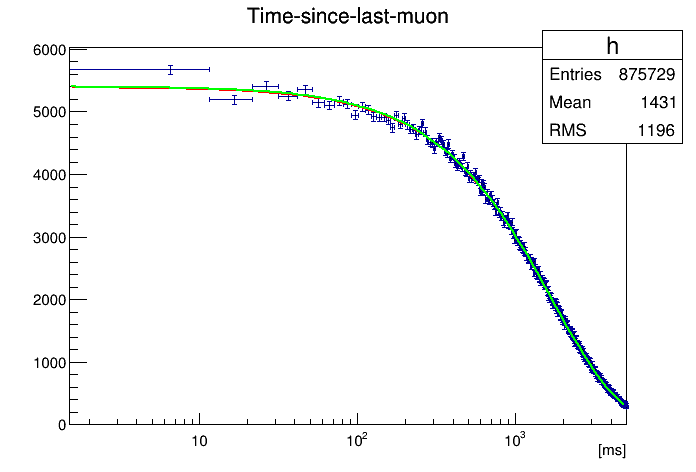 Time-since-last-muon
h
Entries 875729
Mean 1431
RMS 1196
6000
5000
4000
3000
2000
1000
0
10 10² 10³
[ms]